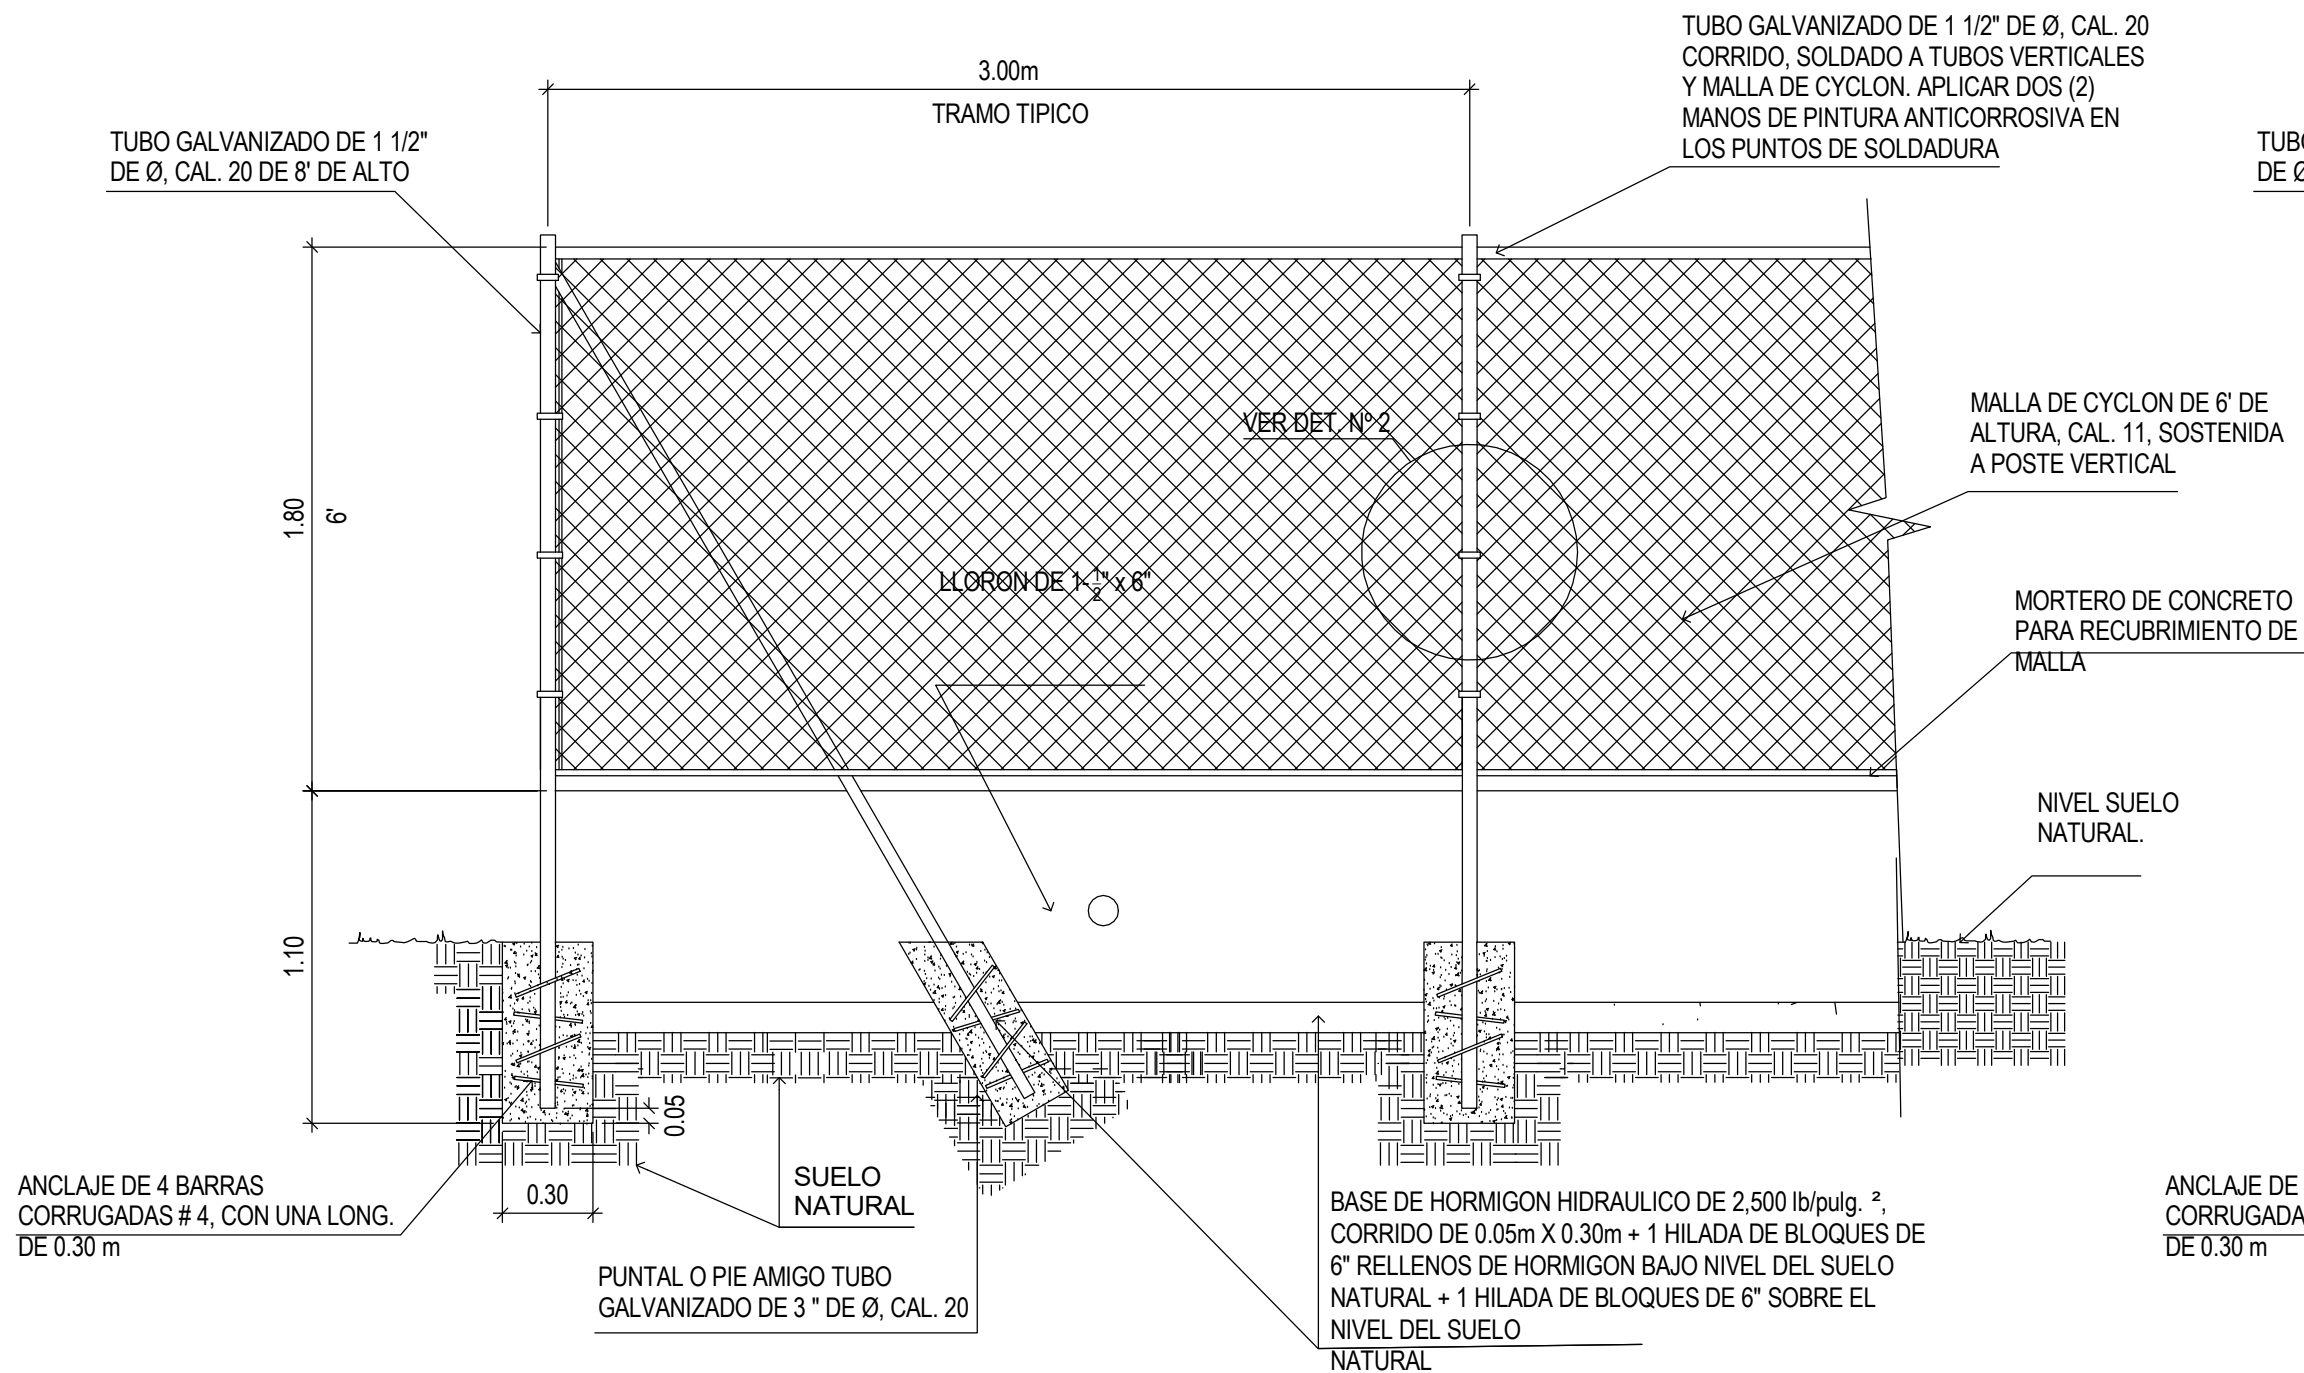 TUBO GALVANIZADO DE 1 1/2" DE Ø, CAL. 20
CORRIDO, SOLDADO A TUBOS VERTICALES
Y MALLA DE CYCLON. APLICAR DOS (2)
MANOS DE PINTURA ANTICORROSIVA EN
LOS PUNTOS DE SOLDADURA
3.00m
TRAMO TIPICO
TUBO GALVANIZADO DE 1 1/2"
DE Ø, CAL. 20 DE 8' DE ALTO
TUBO
DE Ø
MALLA DE CYCLON DE 6' DE
ALTURA, CAL. 11, SOSTENIDA
A POSTE VERTICAL
VER DET. Nº 2
1.80
6'
LLORON DE 1-½" x 6"
MORTERO DE CONCRETO
PARA RECUBRIMIENTO DE
MALLA
NIVEL SUELO
NATURAL.
1.10
0.05
0.30
ANCLAJE DE 4 BARRAS
CORRUGADAS # 4, CON UNA LONG.
DE 0.30 m
SUELO
NATURAL
PUNTAL O PIE AMIGO TUBO
GALVANIZADO DE 3 " DE Ø, CAL. 20
BASE DE HORMIGON HIDRAULICO DE 2,500 lb/pulg. ²,
CORRIDO DE 0.05m X 0.30m + 1 HILADA DE BLOQUES DE
6" RELLENOS DE HORMIGON BAJO NIVEL DEL SUELO
NATURAL + 1 HILADA DE BLOQUES DE 6" SOBRE EL
NIVEL DEL SUELO
NATURAL
ANCLAJE DE
CORRUGADA
DE 0.30 m